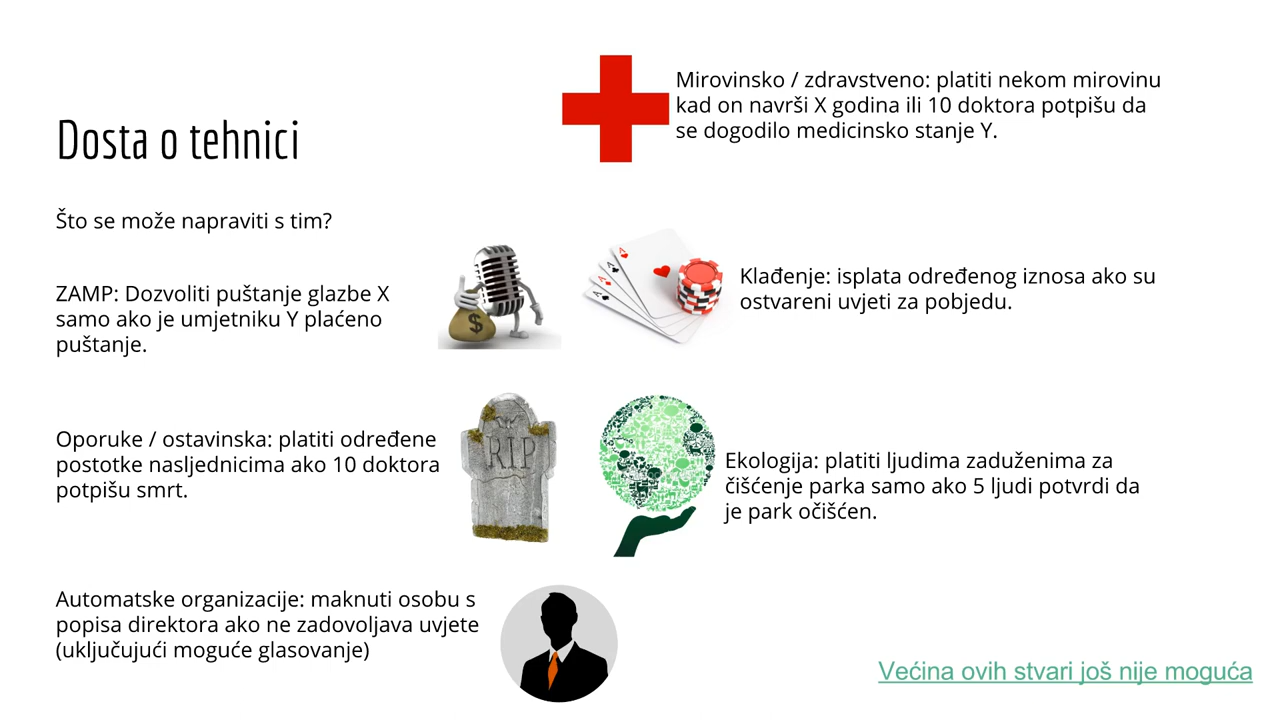 Dosta o tehnici
Što se može napraviti s tim?
ZAMP: Dozvoliti puštanje glazbe X
samo ako je umjetniku Y plaćeno
puštanje.
$
Oporuke / ostavinska: platiti određene
postotke nasljednicima ako 10 doktora
potpišu smrt.
RIP
Automatske organizacije: maknuti osobu s
popisa direktora ako ne zadovoljava uvjete
(uključujući moguće glasovanje)
Mirovinsko / zdravstveno: platiti nekom mirovinu
kad on navrši X godina ili 10 doktora potpišu da
se dogodilo medicinsko stanje Y.
A
A
A
A
Klađenje: isplata određenog iznosa ako su
ostvareni uvjeti za pobjedu.
Ekologija: platiti ljudima zaduženima za
čišćenje parka samo ako 5 ljudi potvrdi da
je park očišćen.
Većina ovih stvari još nije moguća